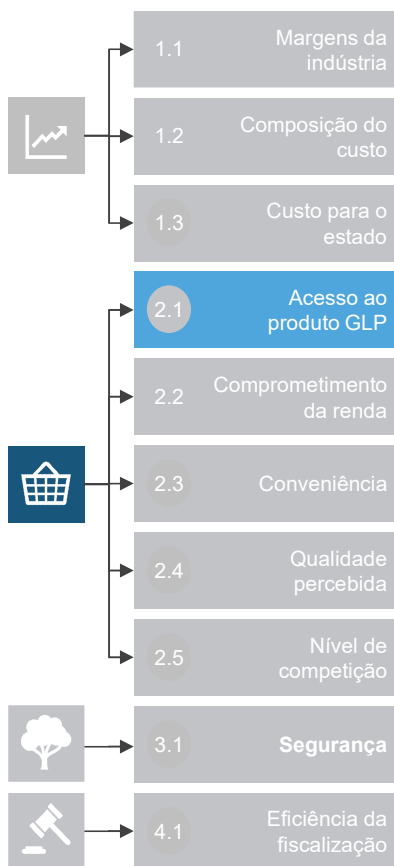 1.1 Margens da
indústria
1.2 Composição do
custo
1.3 Custo para o
estado
2.1 Acesso ao
produto GLP
2.2 Comprometimento
da renda
2.3 Conveniência
2.4 Qualidade
percebida
2.5 Nível de
competição
3.1 Segurança
4.1 Eficiência da
fiscalização